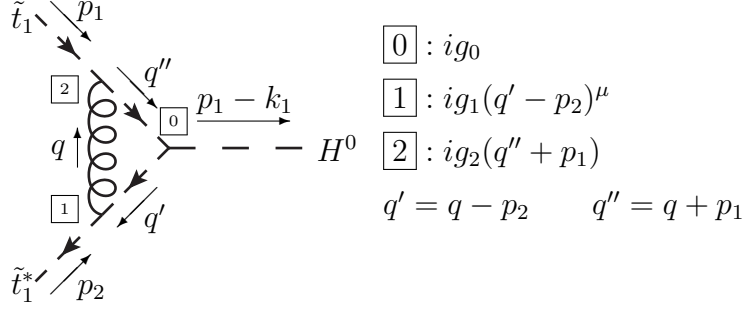 t̃₁ p₁
q″
2 0 p₁ − k₁
q H⁰
1 q′
t̃₁* p₂
0 : ig₀
1 : ig₁(q′ − p₂)^μ
2 : ig₂(q″ + p₁)
q′ = q − p₂ q″ = q + p₁